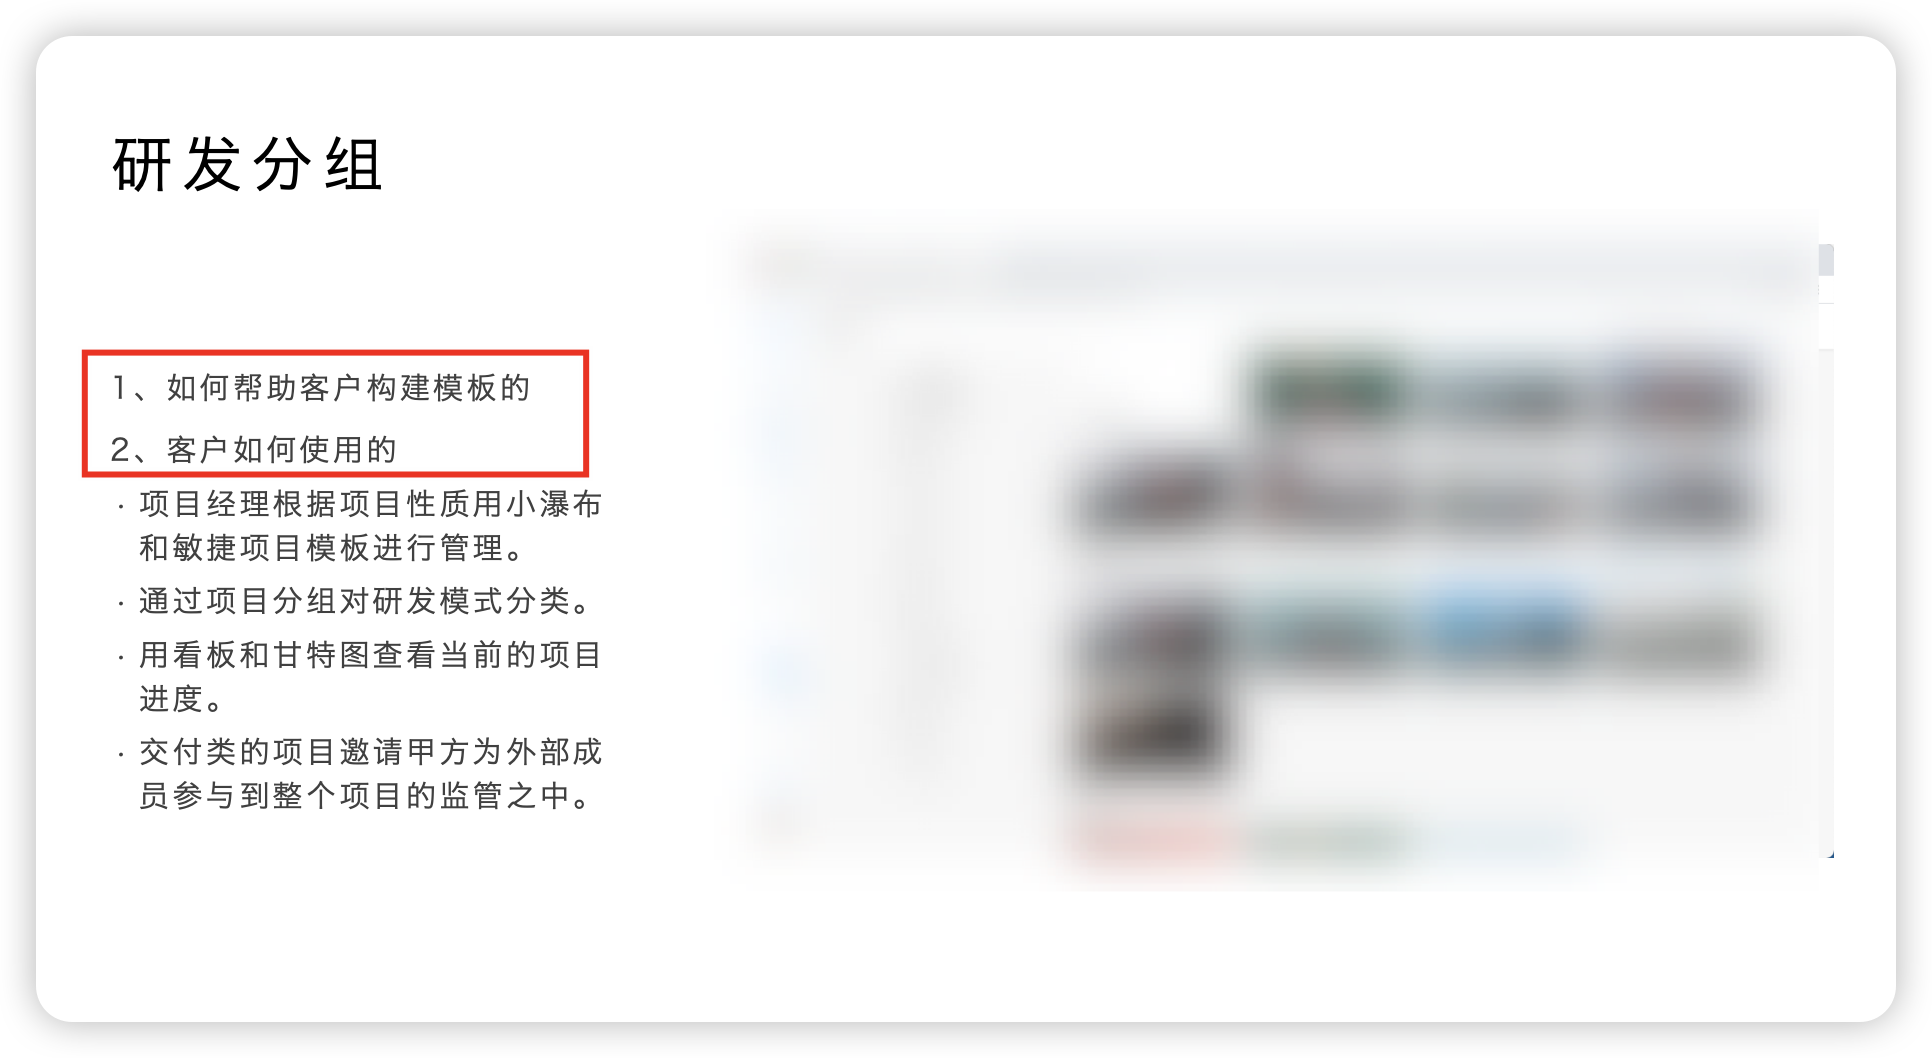 研发分组
1、如何帮助客户构建模板的
2、客户如何使用的
· 项目经理根据项目性质用小瀑布
和敏捷项目模板进行管理。
· 通过项目分组对研发模式分类。
· 用看板和甘特图查看当前的项目
进度。
· 交付类的项目邀请甲方为外部成
员参与到整个项目的监管之中。